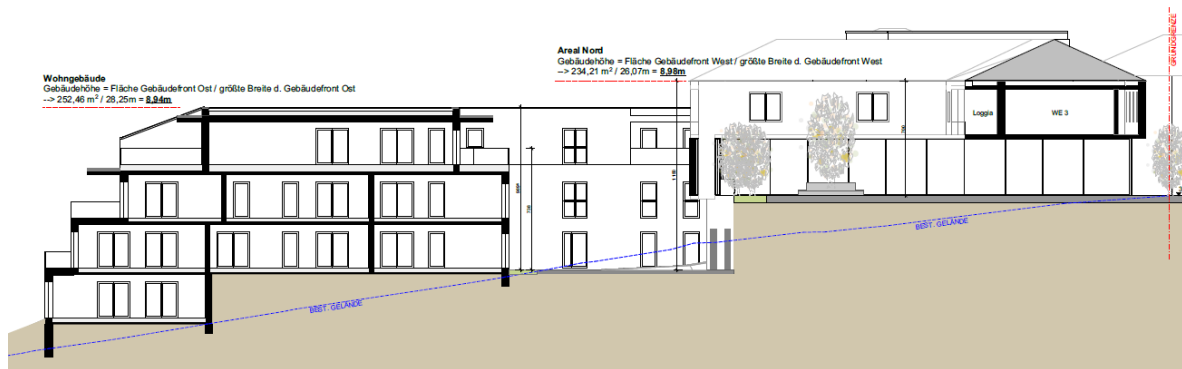 Wohngebäude
Gebäudehöhe = Fläche Gebäudefront Ost / größte Breite d. Gebäudefront Ost
--> 252,46 m² / 28,25m = 8,94m
Areal Nord
Gebäudehöhe = Fläche Gebäudefront West / größte Breite d. Gebäudefront West
--> 234,21 m² / 26,07m = 8,98m
GRUNDGRENZE
Loggia
WE 3
BEST. GELÄNDE
BEST. GELÄNDE